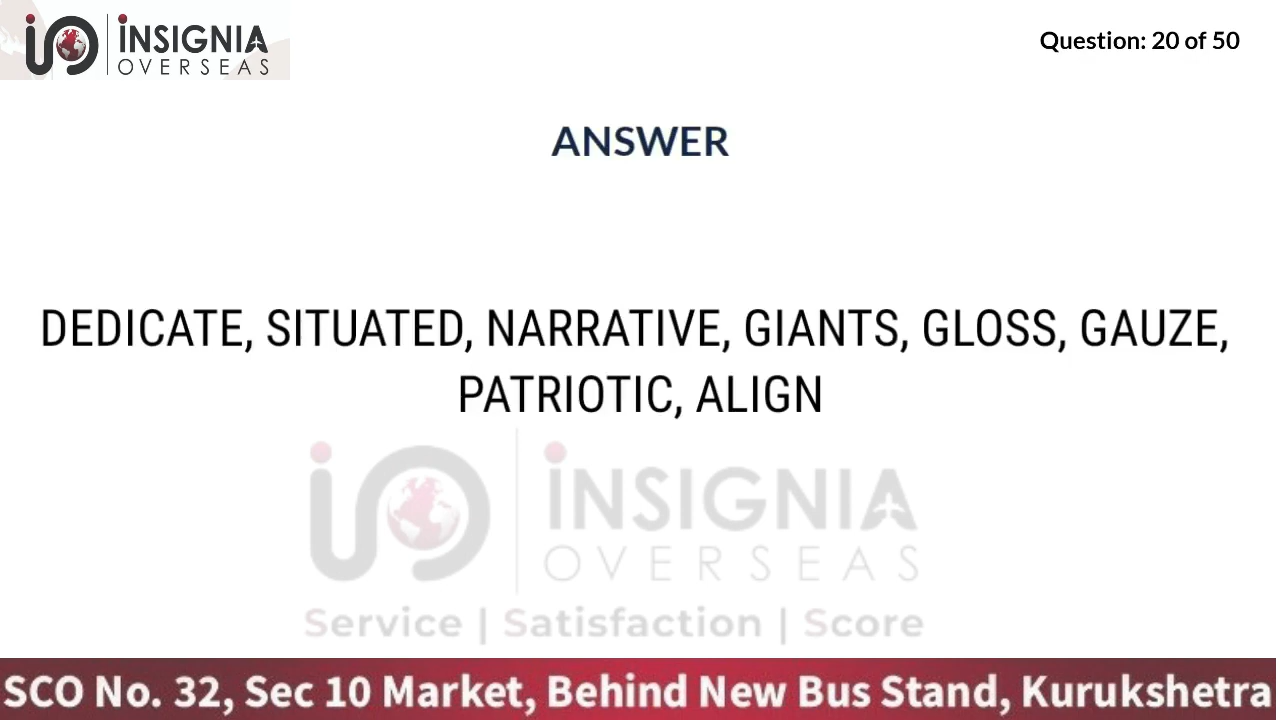 INSIGNIA
OVERSEAS
Question: 20 of 50
ANSWER
DEDICATE, SITUATED, NARRATIVE, GIANTS, GLOSS, GAUZE,
PATRIOTIC, ALIGN
INSIGNIA
OVERSEAS
Service | Satisfaction | Score
SCO No. 32, Sec 10 Market, Behind New Bus Stand, Kurukshetra